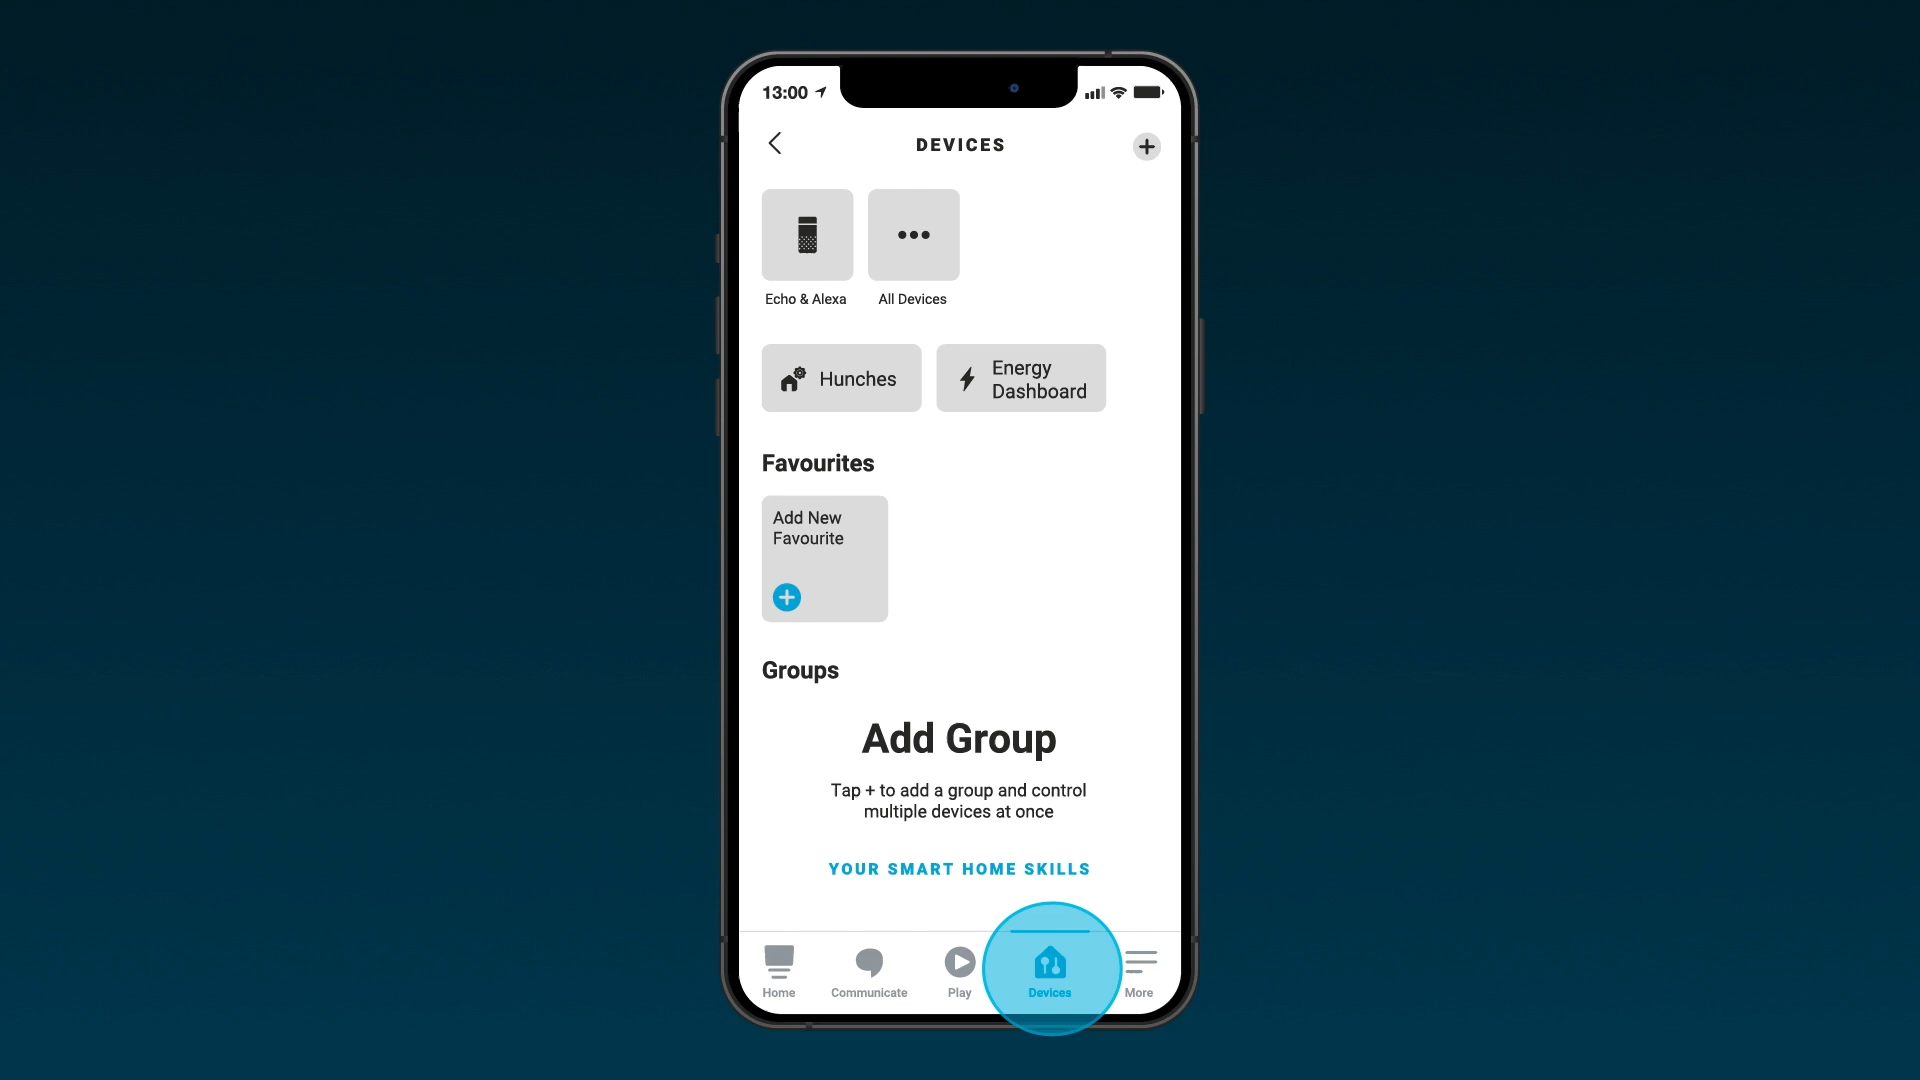 13:00
DEVICES
Echo & Alexa
All Devices
Hunches
Energy
Dashboard
Favourites
Add New
Favourite
Groups
Add Group
Tap + to add a group and control
multiple devices at once
YOUR SMART HOME SKILLS
Home
Communicate
Play
Devices
More